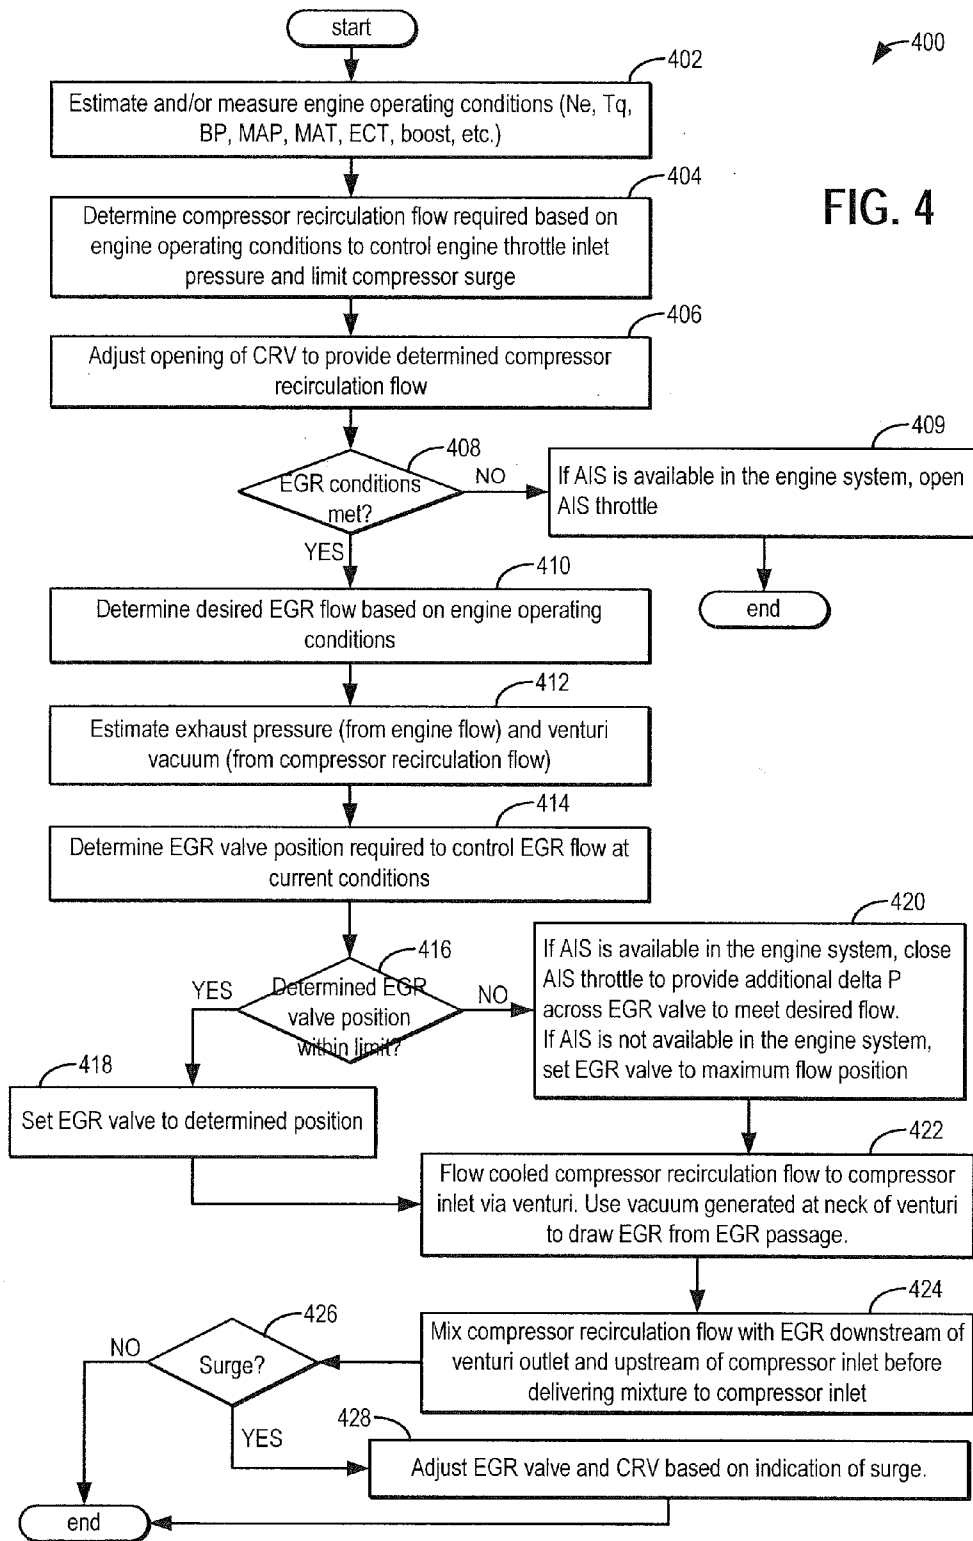 start
400
402
Estimate and/or measure engine operating conditions (Ne, Tq,
BP, MAP, MAT, ECT, boost, etc.)
404
FIG. 4
Determine compressor recirculation flow required based on
engine operating conditions to control engine throttle inlet
pressure and limit compressor surge
406
Adjust opening of CRV to provide determined compressor
recirculation flow
408
EGR conditions
met?
NO
YES
409
If AIS is available in the engine system, open
AIS throttle
end
410
Determine desired EGR flow based on engine operating
conditions
412
Estimate exhaust pressure (from engine flow) and venturi
vacuum (from compressor recirculation flow)
414
Determine EGR valve position required to control EGR flow at
current conditions
416
Determined EGR
valve position
within limit?
YES
NO
420
If AIS is available in the engine system, close
AIS throttle to provide additional delta P
across EGR valve to meet desired flow.
If AIS is not available in the engine system,
set EGR valve to maximum flow position
418
Set EGR valve to determined position
422
Flow cooled compressor recirculation flow to compressor
inlet via venturi. Use vacuum generated at neck of venturi
to draw EGR from EGR passage.
424
Mix compressor recirculation flow with EGR downstream of
venturi outlet and upstream of compressor inlet before
delivering mixture to compressor inlet
426
Surge?
NO
YES
428
Adjust EGR valve and CRV based on indication of surge.
end